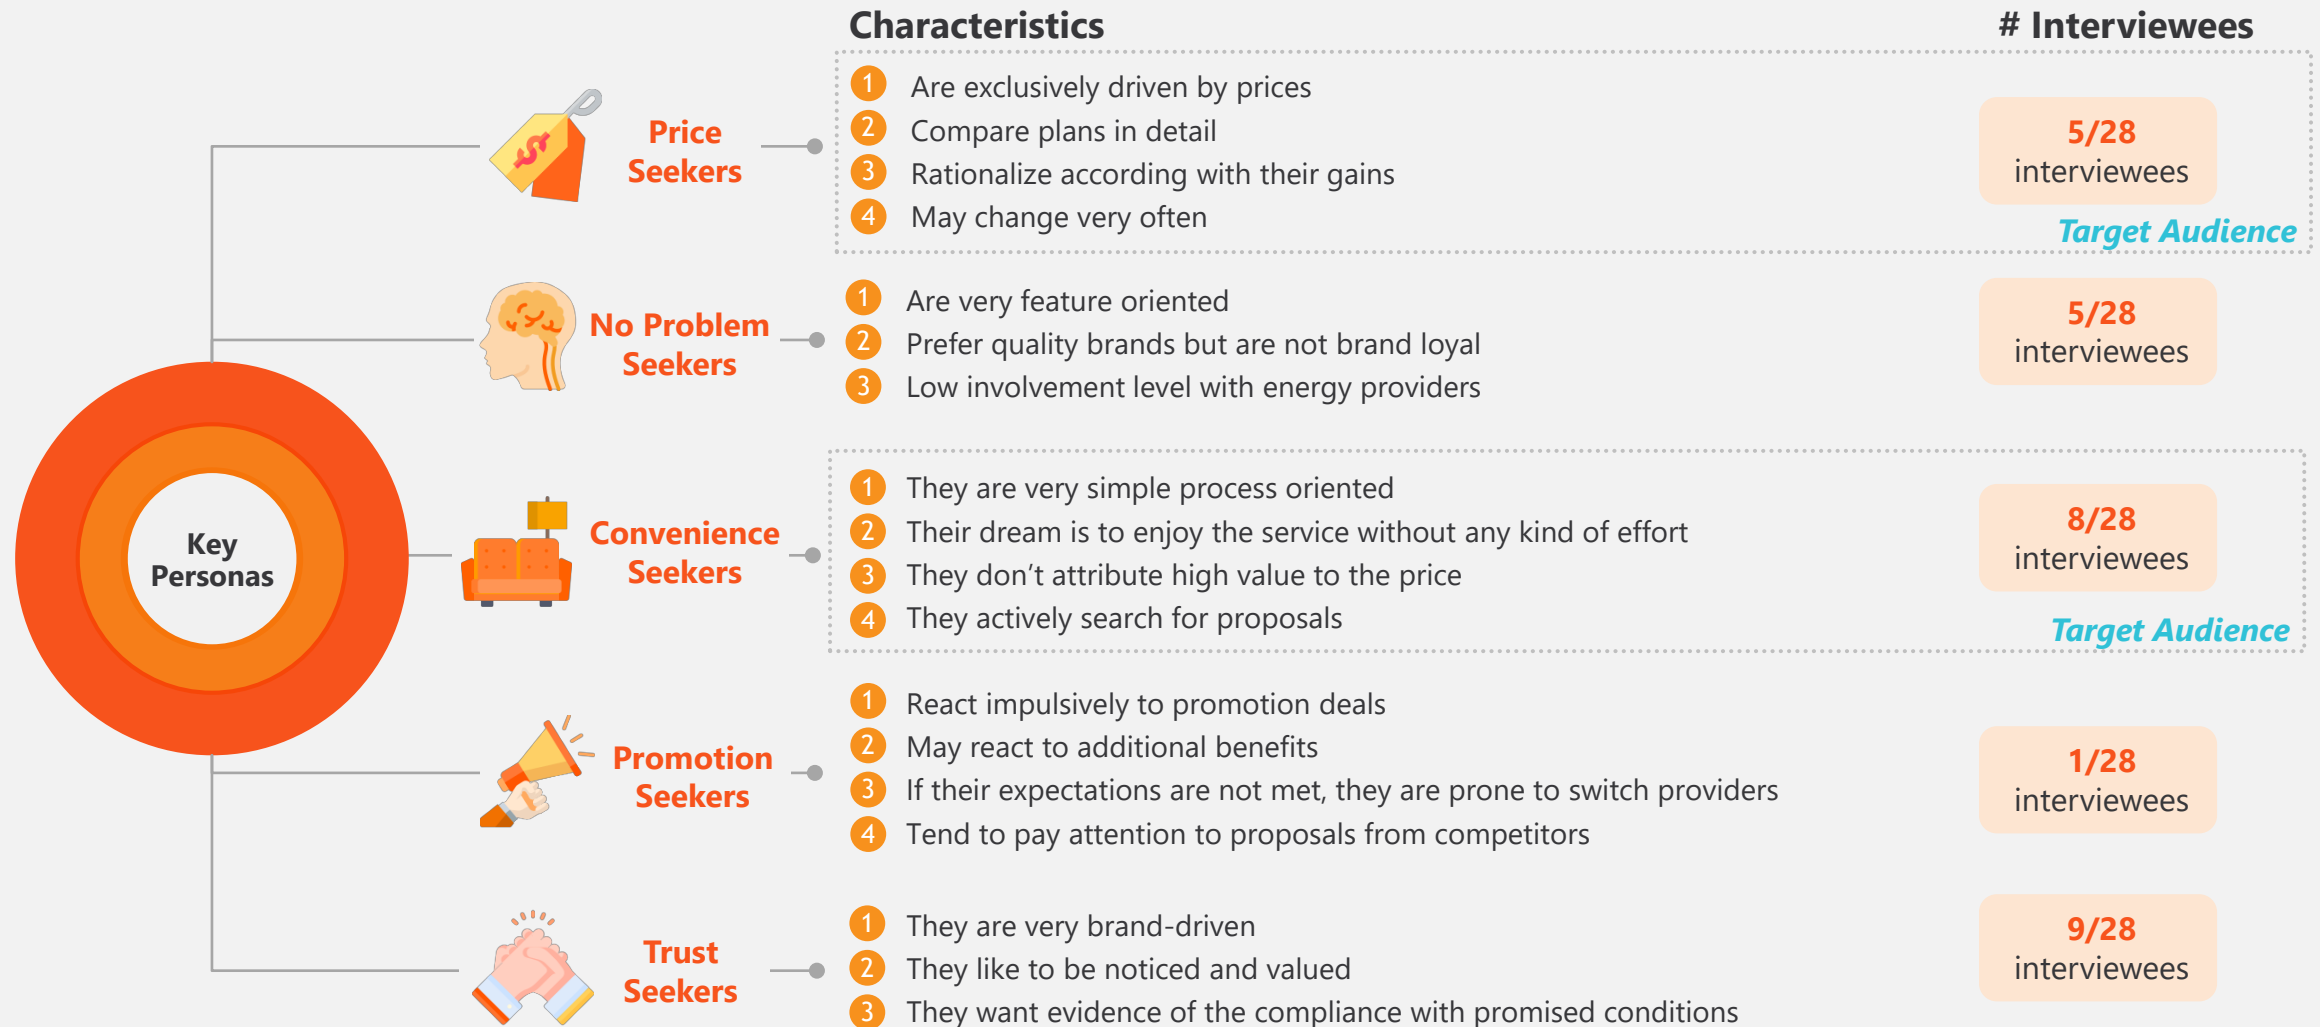 Characteristics
# Interviewees
Key
Personas
Price
Seekers
1 Are exclusively driven by prices
2 Compare plans in detail
3 Rationalize according with their gains
4 May change very often
5/28
interviewees
Target Audience
No Problem
Seekers
1 Are very feature oriented
2 Prefer quality brands but are not brand loyal
3 Low involvement level with energy providers
5/28
interviewees
Convenience
Seekers
1 They are very simple process oriented
2 Their dream is to enjoy the service without any kind of effort
3 They don’t attribute high value to the price
4 They actively search for proposals
8/28
interviewees
Target Audience
Promotion
Seekers
1 React impulsively to promotion deals
2 May react to additional benefits
3 If their expectations are not met, they are prone to switch providers
4 Tend to pay attention to proposals from competitors
1/28
interviewees
Trust
Seekers
1 They are very brand-driven
2 They like to be noticed and valued
3 They want evidence of the compliance with promised conditions
9/28
interviewees